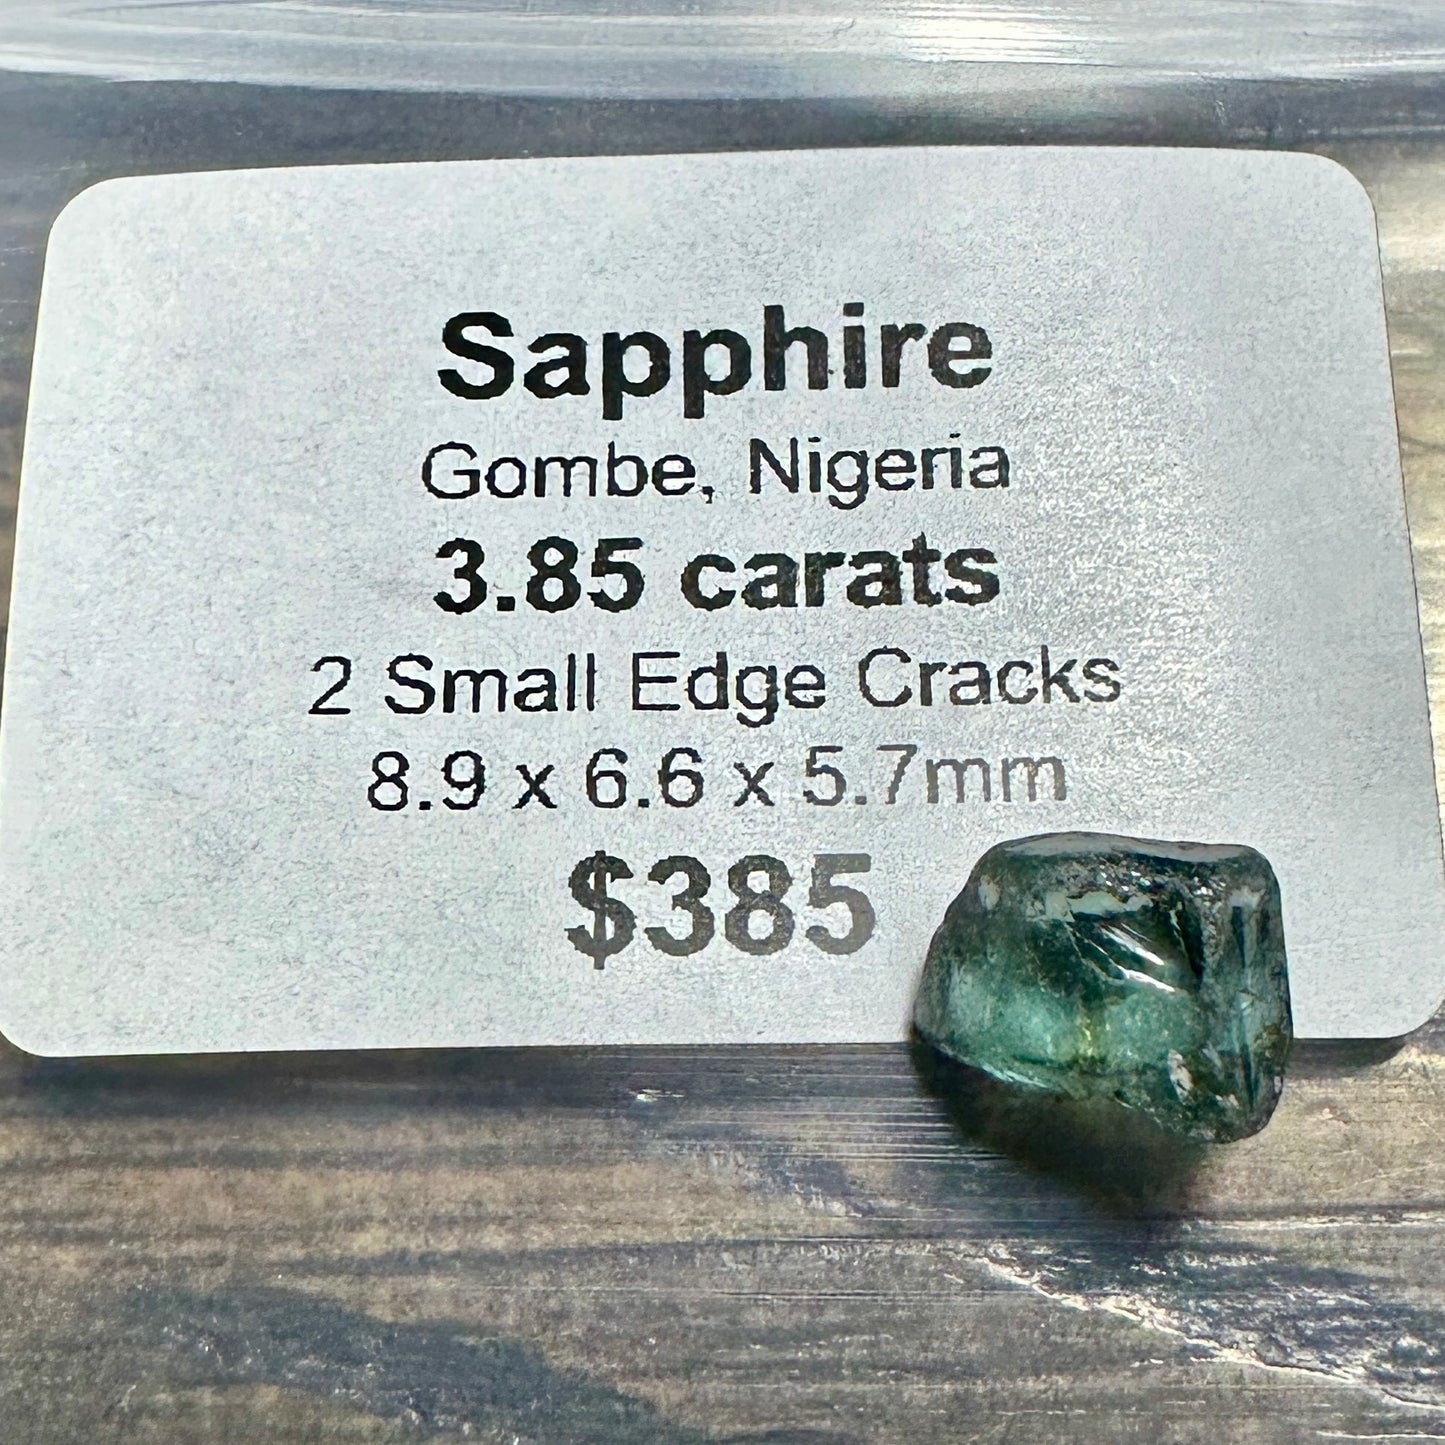 Sapphire
Gombe, Nigeria
3.85 carats
2 Small Edge Cracks
8.9 x 6.6 x 5.7mm
$385